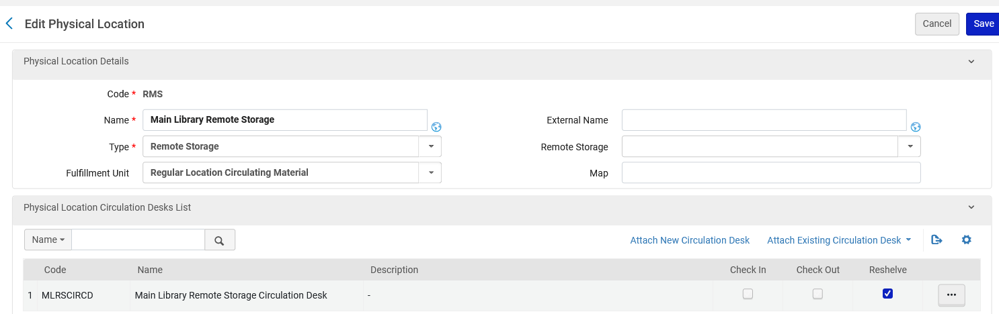 Edit Physical Location
Cancel
Save
Physical Location Details
Code * RMS
Name * Main Library Remote Storage
External Name
Type * Remote Storage
Remote Storage
Fulfillment Unit Regular Location Circulating Material
Map
Physical Location Circulation Desks List
Name
Attach New Circulation Desk
Attach Existing Circulation Desk
Code Name Description Check In Check Out Reshelve
1 MLRSCIRCD Main Library Remote Storage Circulation Desk -